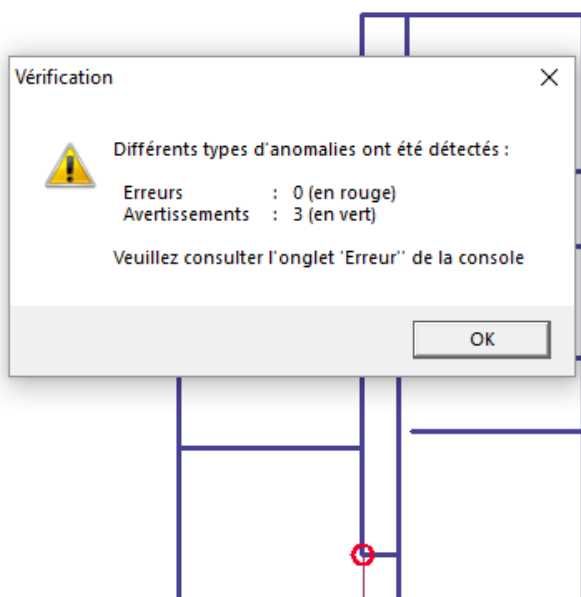 Vérification
Différents types d'anomalies ont été détectés :
Erreurs : 0 (en rouge)
Avertissements : 3 (en vert)
Veuillez consulter l'onglet 'Erreur'' de la console
OK